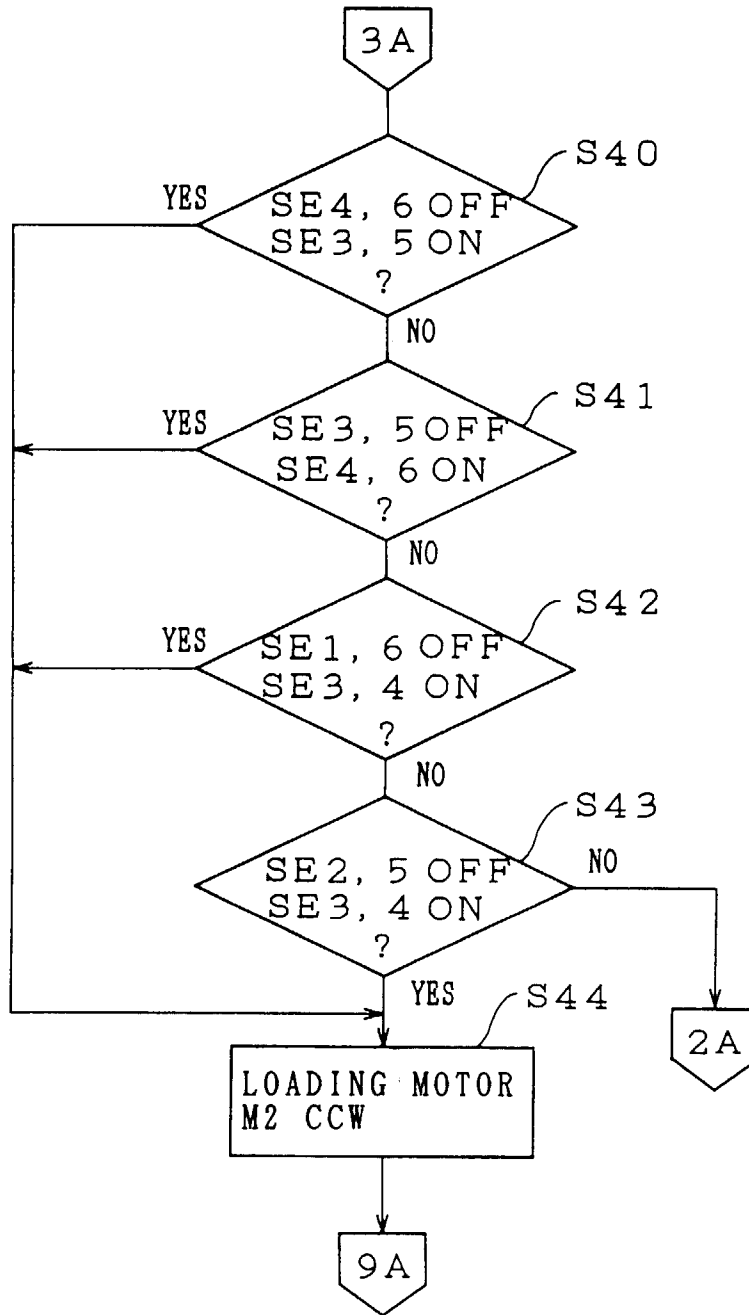 3A
S40
YES
SE4, 6 OFF
SE3, 5 ON
?
NO
S41
YES
SE3, 5 OFF
SE4, 6 ON
?
NO
S42
YES
SE1, 6 OFF
SE3, 4 ON
?
NO
S43
NO
SE2, 5 OFF
SE3, 4 ON
?
YES
S44
2A
LOADING MOTOR
M2 CCW
9A